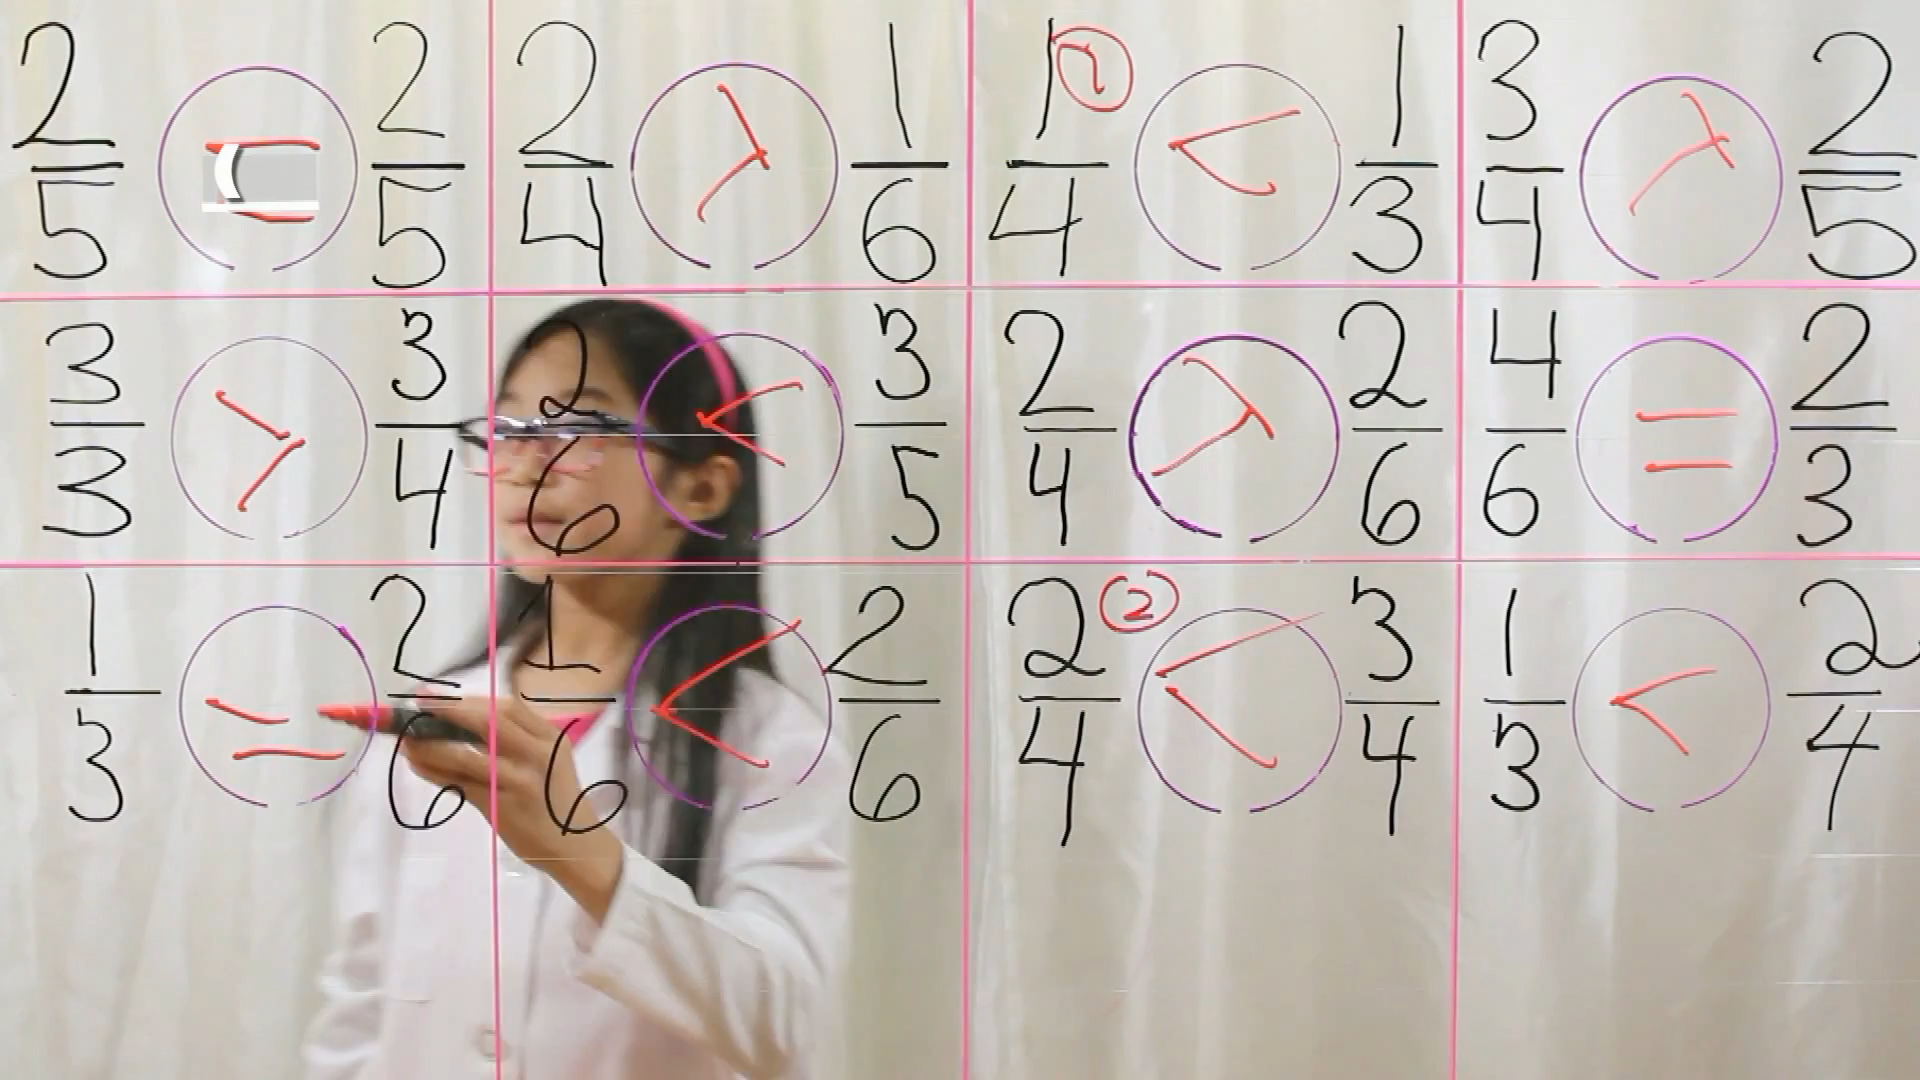 2/5 = 2/5
2/4 > 1/6
1/4 ① < 1/3
3/4 > 2/5
3/3 > 3/4
2/6 < 3/5
2/4 > 2/6
4/6 = 2/3
1/3 = 2/6
1/6 < 2/6
2/4 ② < 3/4
1/3 < 2/4